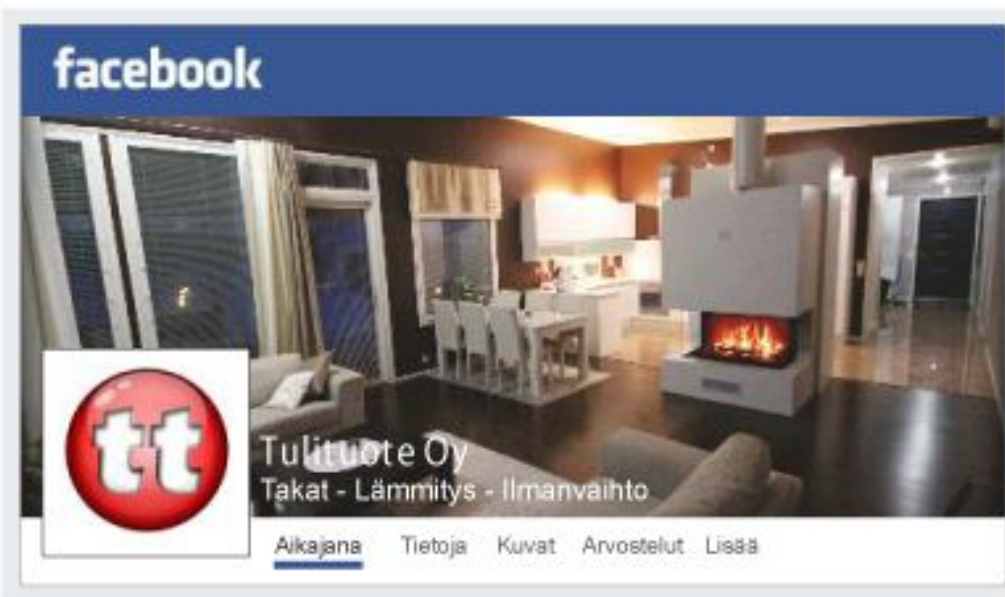 facebook
tt
Tulituote Oy
Takat - Lämmitys - Ilmanvaihto
Aikajana Tietoja Kuvat Arvostelut Lisää